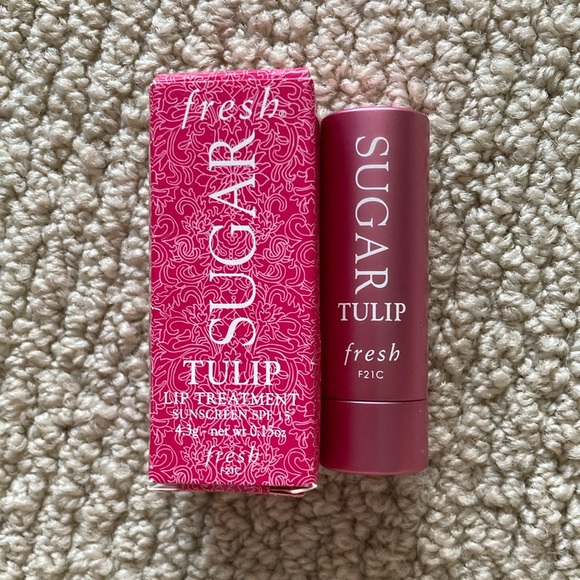 fresh®
SUGAR
TULIP
LIP TREATMENT
SUNSCREEN SPF 15
4.3g - net wt 0.15oz
fresh
F21C
SUGAR
TULIP
fresh
F21C